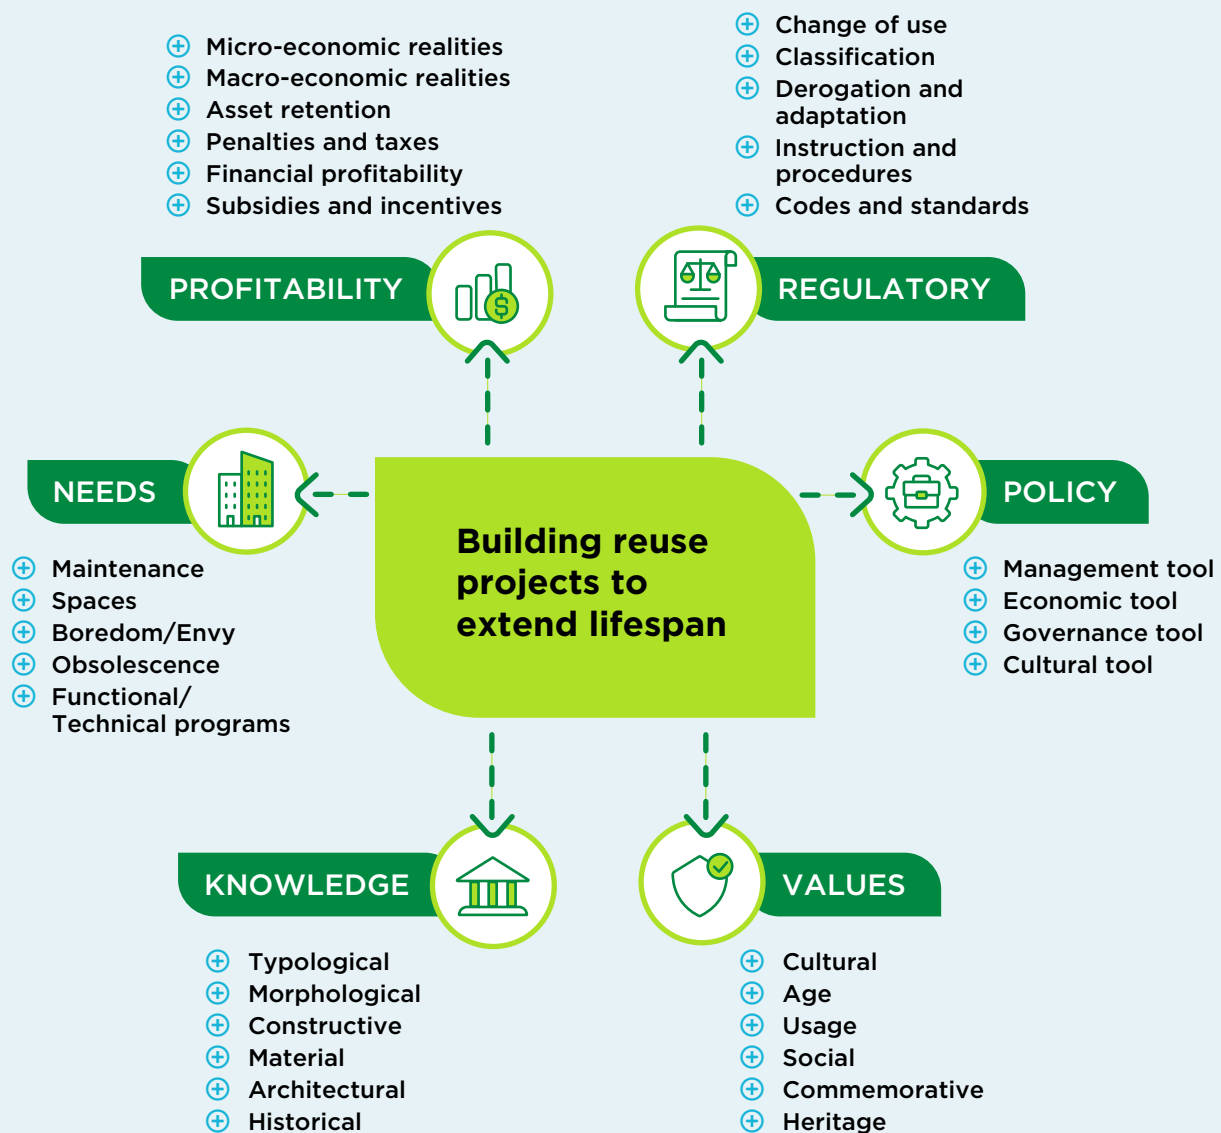 Micro-economic realities
Macro-economic realities
Asset retention
Penalties and taxes
Financial profitability
Subsidies and incentives
PROFITABILITY
$
Change of use
Classification
Derogation and
adaptation
Instruction and
procedures
Codes and standards
REGULATORY
NEEDS
Maintenance
Spaces
Boredom/Envy
Obsolescence
Functional/
Technical programs
Building reuse
projects to
extend lifespan
POLICY
Management tool
Economic tool
Governance tool
Cultural tool
KNOWLEDGE
Typological
Morphological
Constructive
Material
Architectural
Historical
VALUES
Cultural
Age
Usage
Social
Commemorative
Heritage